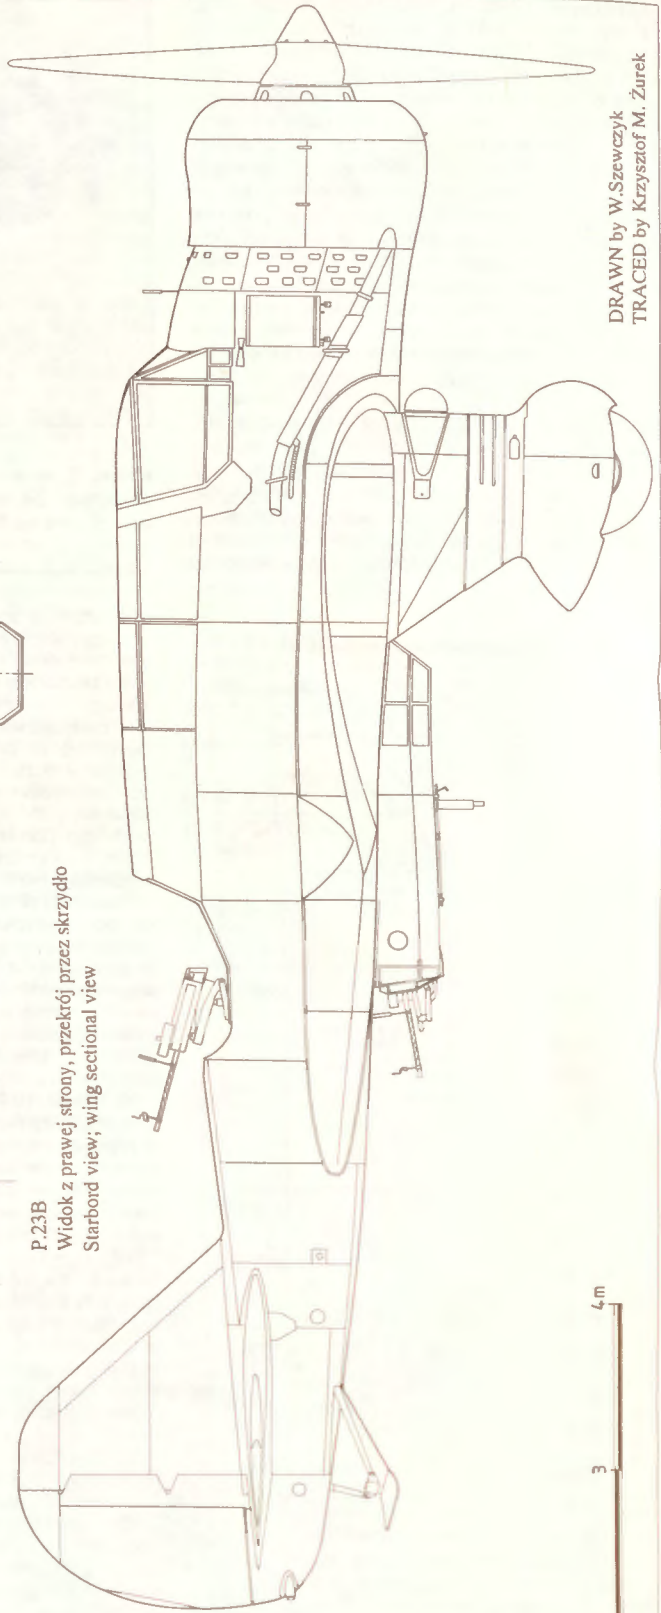 P.23B
Widok z prawej strony, przekrój przez skrzydło
Starbord view; wing sectional view
DRAWN by W.Szewczyk
TRACED by Krzysztof M. Żurek
3
4m